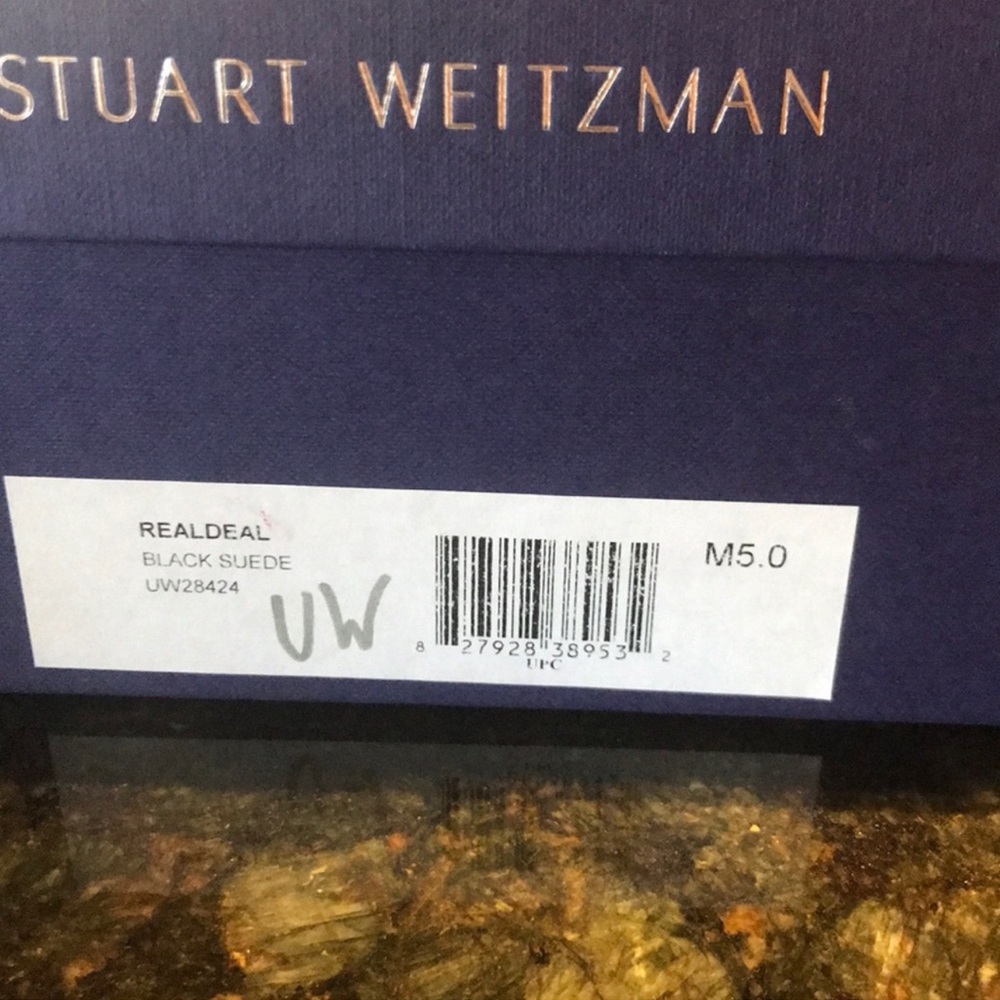 STUART WEITZMAN
REALDEAL
BLACK SUEDE
UW28424
UW
8 27928 38953 2
UPC
M5.0